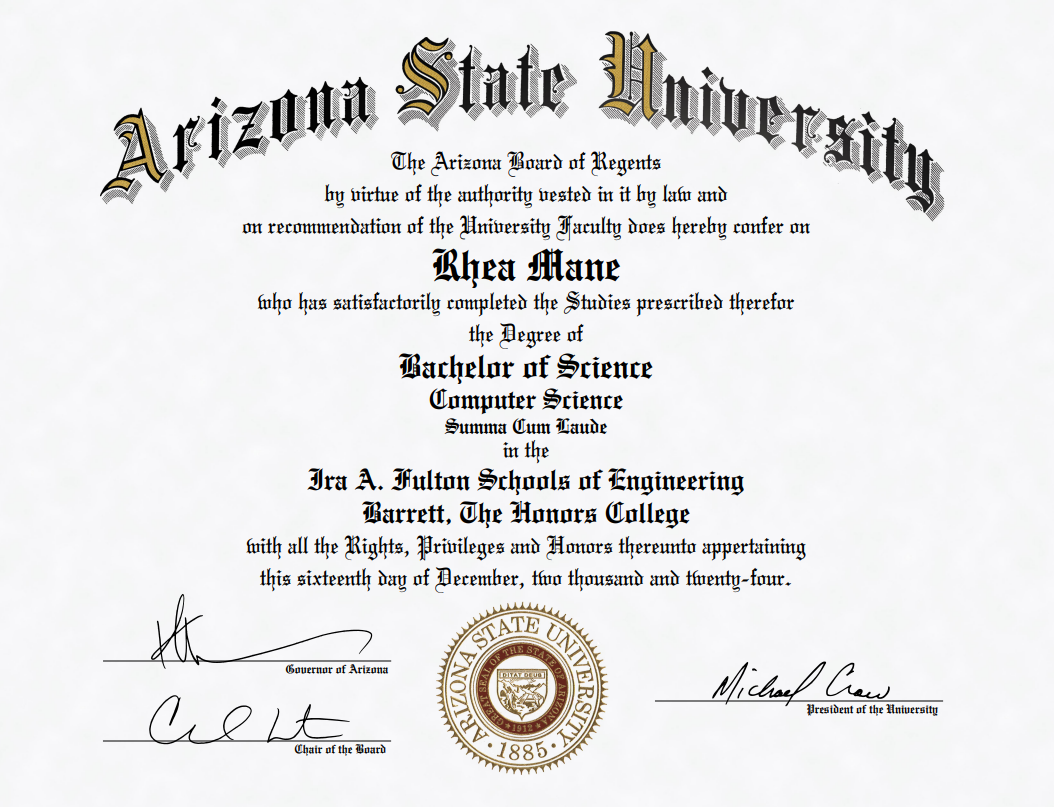 Arizona State University
The Arizona Board of Regents
by virtue of the authority vested in it by law and
on recommendation of the University Faculty does hereby confer on
Rhea Mane
who has satisfactorily completed the Studies prescribed therefor
the Degree of
Bachelor of Science
Computer Science
Summa Cum Laude
in the
Ira A. Fulton Schools of Engineering
Barrett, The Honors College
with all the Rights, Privileges and Honors thereunto appertaining
this sixteenth day of December, two thousand and twenty-four.
Governor of Arizona
Chair of the Board
ARIZONA STATE UNIVERSITY
GREAT SEAL OF THE STATE OF ARIZONA
DITAT DEUS
1912
1885
Michael Crow
President of the University